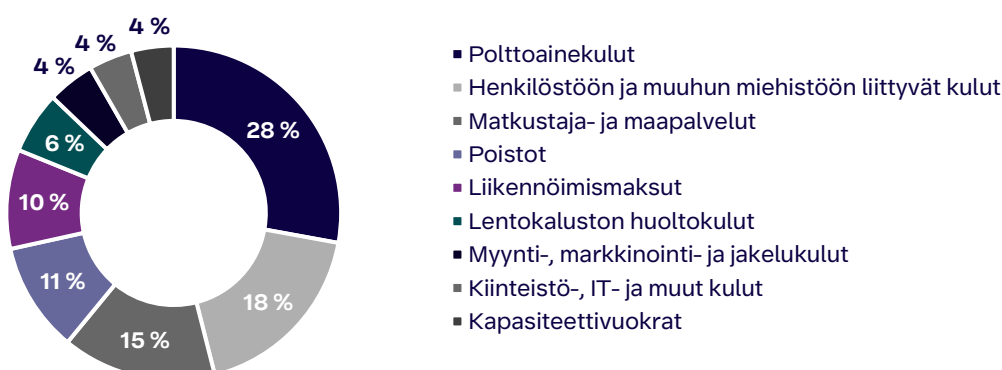 4 %
4 %
4 %
28 %
6 %
10 %
11 %
18 %
15 %
Polttoainekulut
Henkilöstöön ja muuhun miehistöön liittyvät kulut
Matkustaja- ja maapalvelut
Poistot
Liikennöimismaksut
Lentokaluston huoltokulut
Myynti-, markkinointi- ja jakelukulut
Kiinteistö-, IT- ja muut kulut
Kapasiteettivuokrat